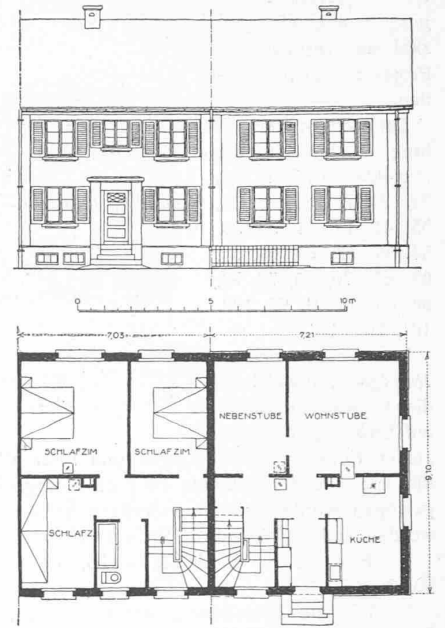 0 5 10 m
7,03 7,21
NEBENSTUBE WOHNSTUBE
SCHLAFZIM SCHLAFZIM
9,10
SCHLAFZ. KÜCHE
A A
B B